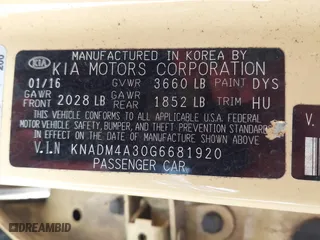 MANUFACTURED IN KOREA BY
KIA KIA MOTORS CORPORATION
01/16 GVWR 3660 LB PAINT DYS
GAWR FRONT 2028 LB GAWR REAR 1852 LB TRIM HU
THIS VEHICLE CONFORMS TO ALL APPLICABLE U.S.A. FEDERAL
MOTOR VEHICLE SAFETY, BUMPER, AND THEFT PREVENTION STANDARDS
IN EFFECT ON THE DATE OF MANUFACTURE SHOWN ABOVE.
V.I.N KNADM4A30G6681920
PASSENGER CAR
V.
DREAMBID